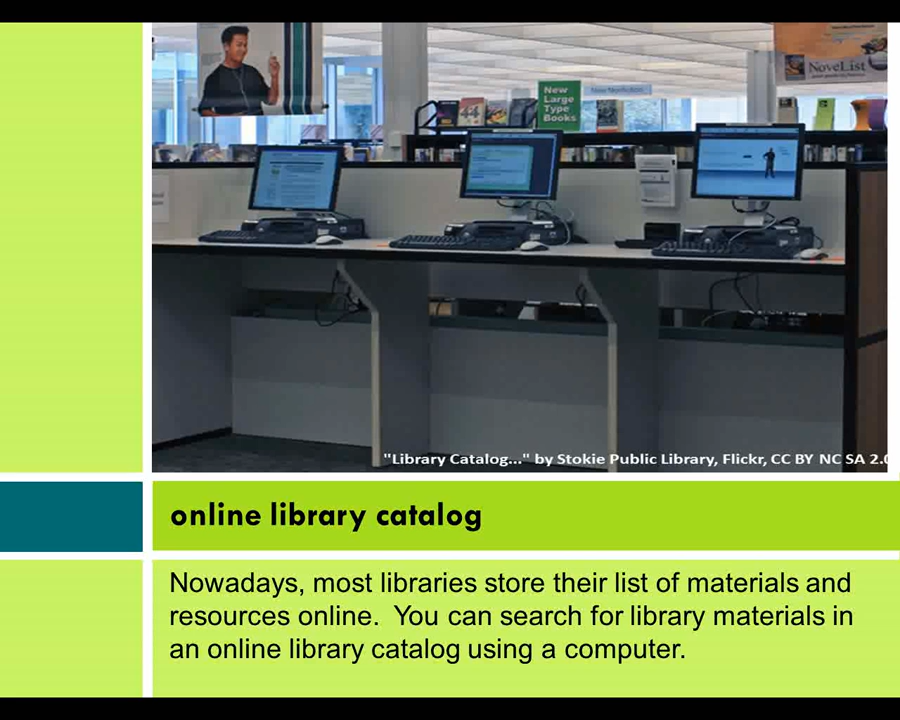 NoveList
New
Large
Type
Books
New Nonfiction
"Library Catalog..." by Stokie Public Library, Flickr, CC BY NC SA 2.0
online library catalog
Nowadays, most libraries store their list of materials and
resources online.  You can search for library materials in
an online library catalog using a computer.